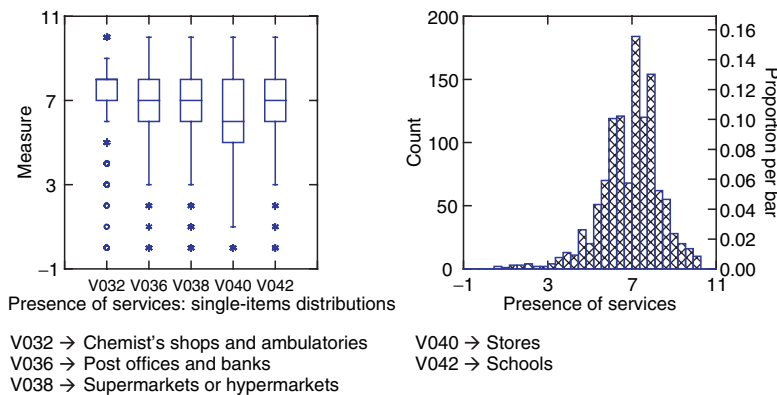 11
7
3
−1
Measure
V032 V036 V038 V040 V042
Presence of services: single-items distributions
200
150
100
50
0
Count
−1 3 7 11
Presence of services
0.16
0.14
0.12
0.10
0.08
0.06
0.04
0.02
0.00
Proportion per bar
V032 → Chemist's shops and ambulatories
V036 → Post offices and banks
V038 → Supermarkets or hypermarkets
V040 → Stores
V042 → Schools